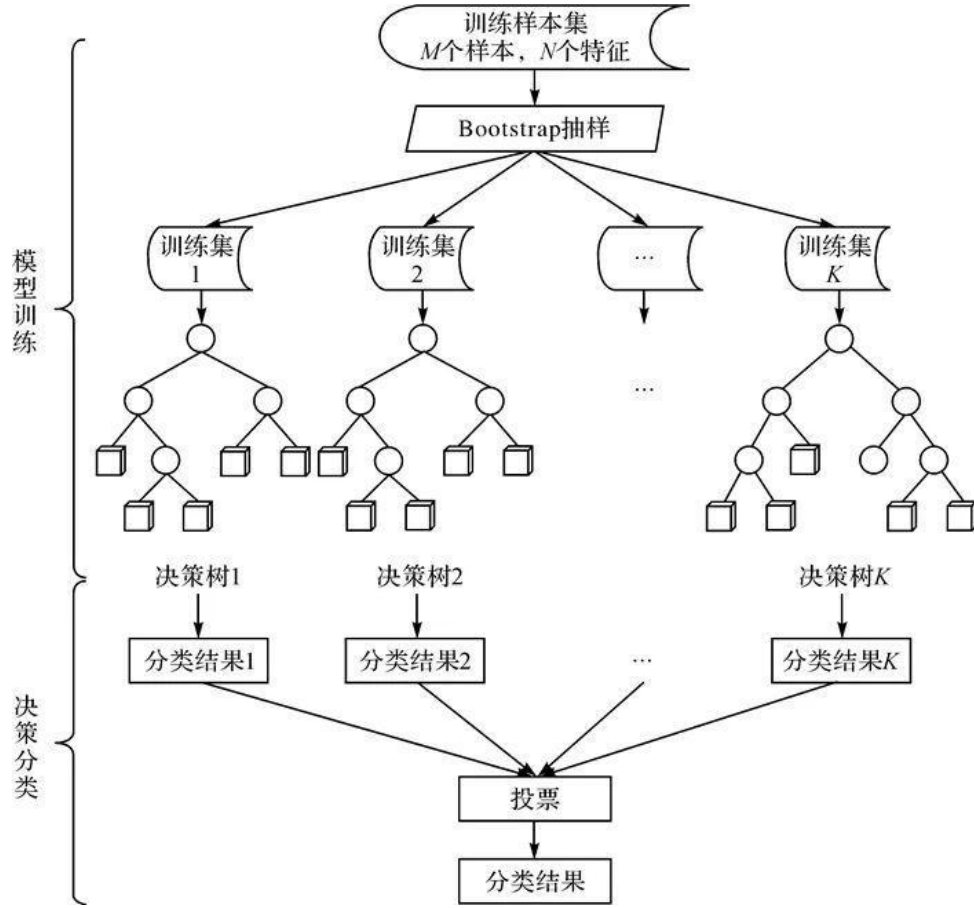 训练样本集
M个样本，N个特征
Bootstrap抽样
训练集
1
训练集
2
...
训练集
K
模型训练
...
决策树1
决策树2
决策树K
分类结果1
分类结果2
...
分类结果K
决策分类
投票
分类结果